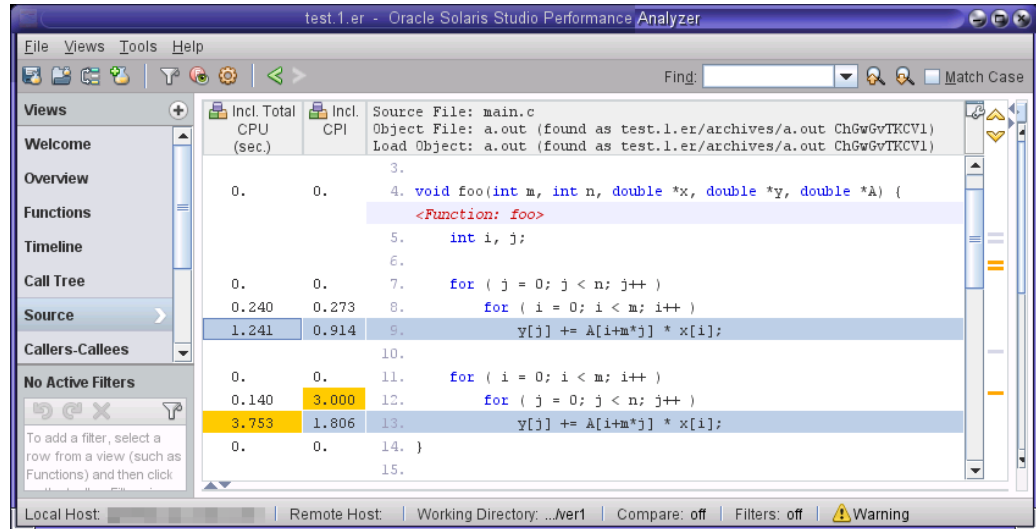 test.1.er - Oracle Solaris Studio Performance Analyzer
File Views Tools Help
Find: Match Case
Views
Welcome
Overview
Functions
Timeline
Call Tree
Source
Callers-Callees
No Active Filters
To add a filter, select a
row from a view (such as
Functions) and then click
Incl. Total CPU (sec.)
Incl. CPI
Source File: main.c
Object File: a.out (found as test.1.er/archives/a.out ChGwGvTKCV1)
Load Object: a.out (found as test.1.er/archives/a.out ChGwGvTKCV1)
3.
0. 0. 4. void foo(int m, int n, double *x, double *y, double *A) {
<Function: foo>
5. int i, j;
6.
0. 0. 7. for ( j = 0; j < n; j++ )
0.240 0.273 8. for ( i = 0; i < m; i++ )
1.241 0.914 9. y[j] += A[i+m*j] * x[i];
10.
0. 0. 11. for ( i = 0; i < m; i++ )
0.140 3.000 12. for ( j = 0; j < n; j++ )
3.753 1.806 13. y[j] += A[i+m*j] * x[i];
0. 0. 14. }
15.
Local Host: Remote Host: Working Directory: .../ver1 Compare: off Filters: off Warning